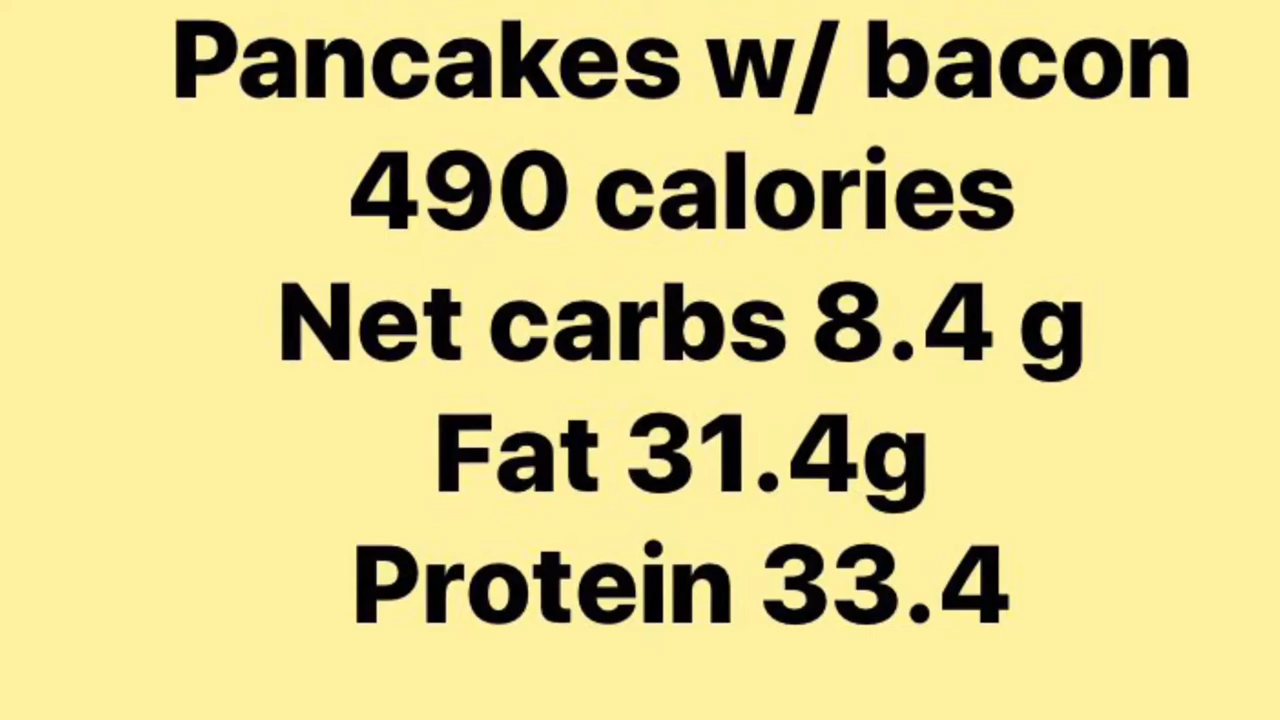 Pancakes w/ bacon
490 calories
Net carbs 8.4 g
Fat 31.4g
Protein 33.4